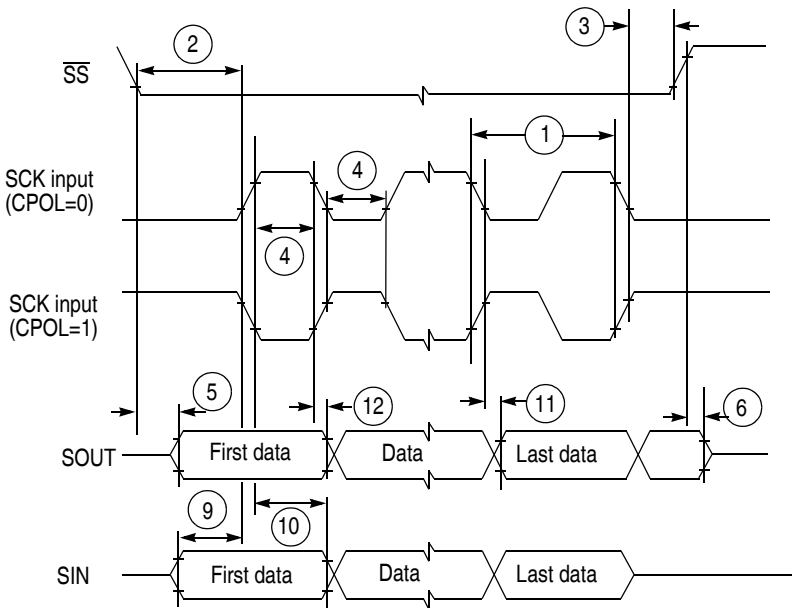 3
2
SS
1
SCK input
(CPOL=0)
4
4
SCK input
(CPOL=1)
5
12
11
6
SOUT
First data
Data
Last data
9
10
SIN
First data
Data
Last data